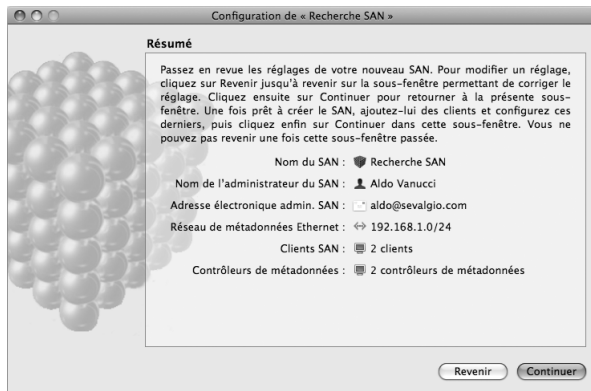 Configuration de « Recherche SAN »
Résumé
Passez en revue les réglages de votre nouveau SAN. Pour modifier un réglage,
cliquez sur Revenir jusqu'à revenir sur la sous-fenêtre permettant de corriger le
réglage. Cliquez ensuite sur Continuer pour retourner à la présente sous-
fenêtre. Une fois prêt à créer le SAN, ajoutez-lui des clients et configurez ces
derniers, puis cliquez enfin sur Continuer dans cette sous-fenêtre. Vous ne
pouvez pas revenir une fois cette sous-fenêtre passée.
Nom du SAN : Recherche SAN
Nom de l'administrateur du SAN : Aldo Vanucci
Adresse électronique admin. SAN : aldo@sevalgio.com
Réseau de métadonnées Ethernet : 192.168.1.0/24
Clients SAN : 2 clients
Contrôleurs de métadonnées : 2 contrôleurs de métadonnées
Revenir Continuer